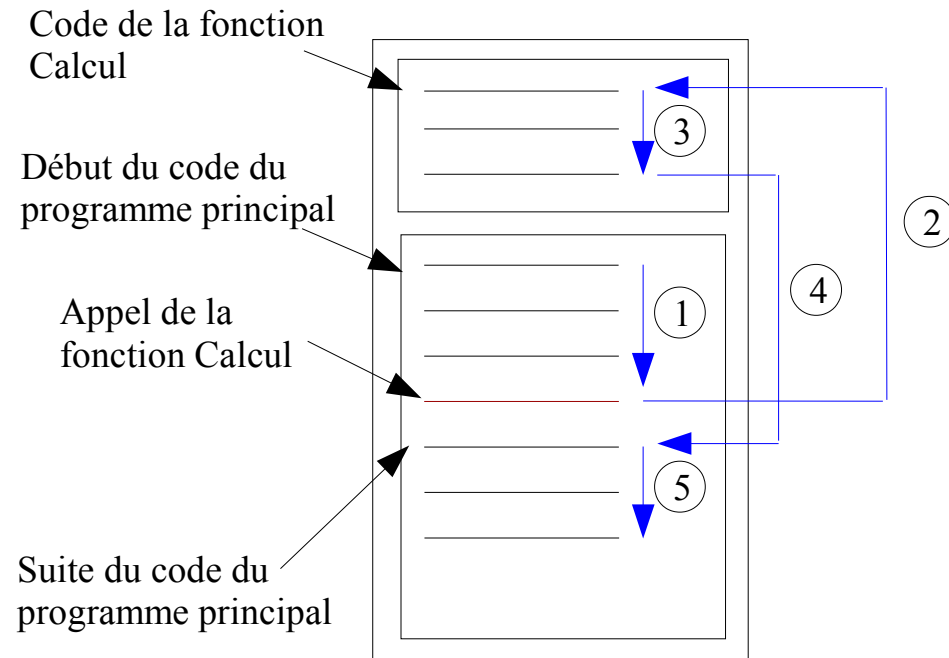 Code de la fonction
Calcul
3
Début du code du
programme principal
2
4
1
Appel de la
fonction Calcul
5
Suite du code du
programme principal